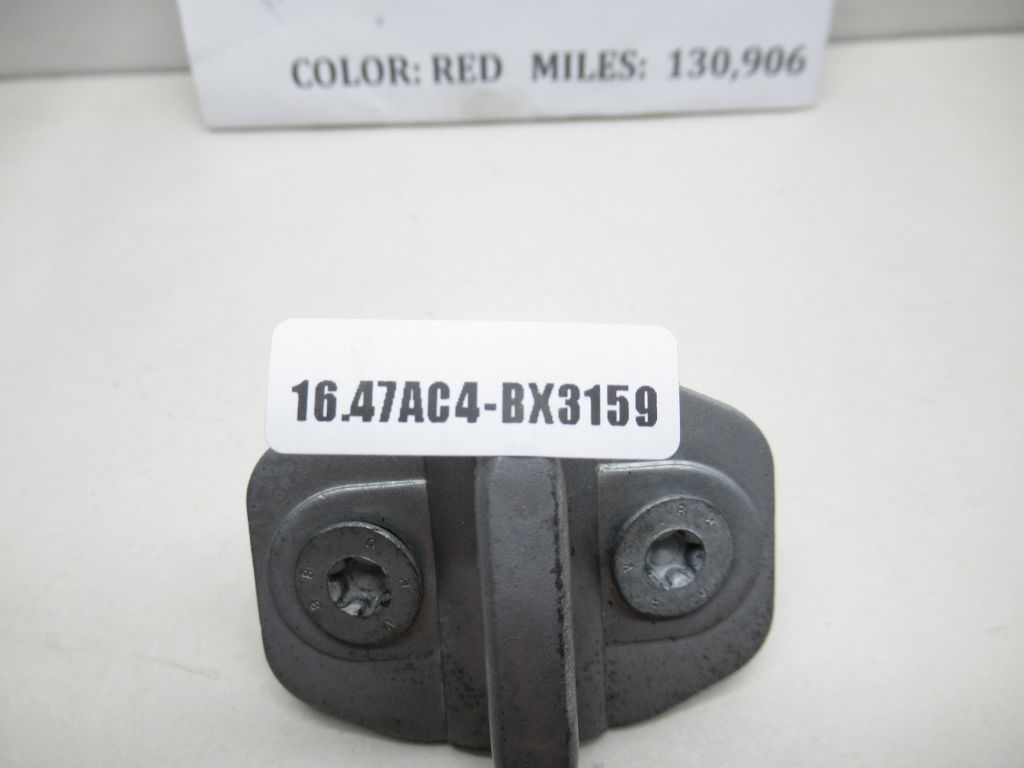 COLOR: RED MILES: 130,906
16.47AC4-BX3159